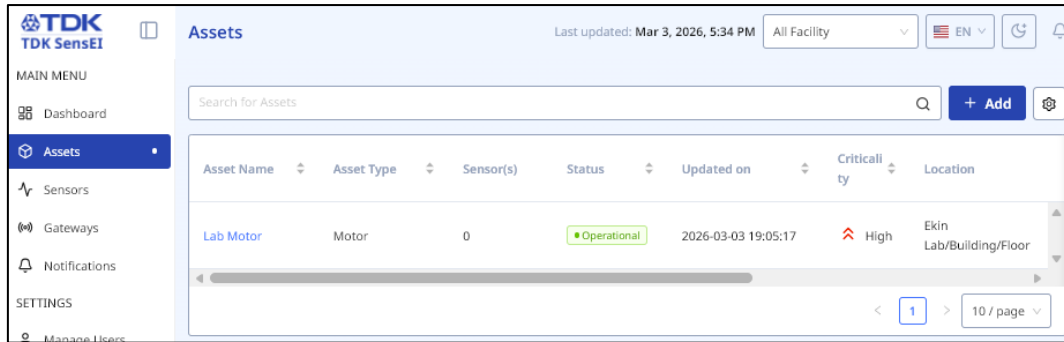 TDK
TDK SensEI
MAIN MENU
Dashboard
Assets
Sensors
Gateways
Notifications
SETTINGS
Manage Users
Assets
Last updated: Mar 3, 2026, 5:34 PM
All Facility
EN
Search for Assets
+ Add
Asset Name
Asset Type
Sensor(s)
Status
Updated on
Criticali
ty
Location
Lab Motor
Motor
0
Operational
2026-03-03 19:05:17
High
Ekin
Lab/Building/Floor
< 1 >
10 / page